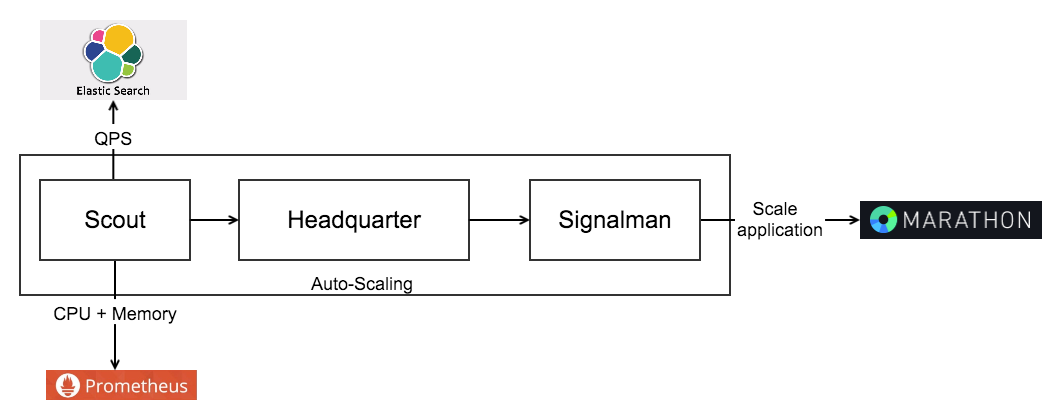 Elastic Search
QPS
Scout
Headquarter
Signalman
Scale
application
MARATHON
Auto-Scaling
CPU + Memory
Prometheus